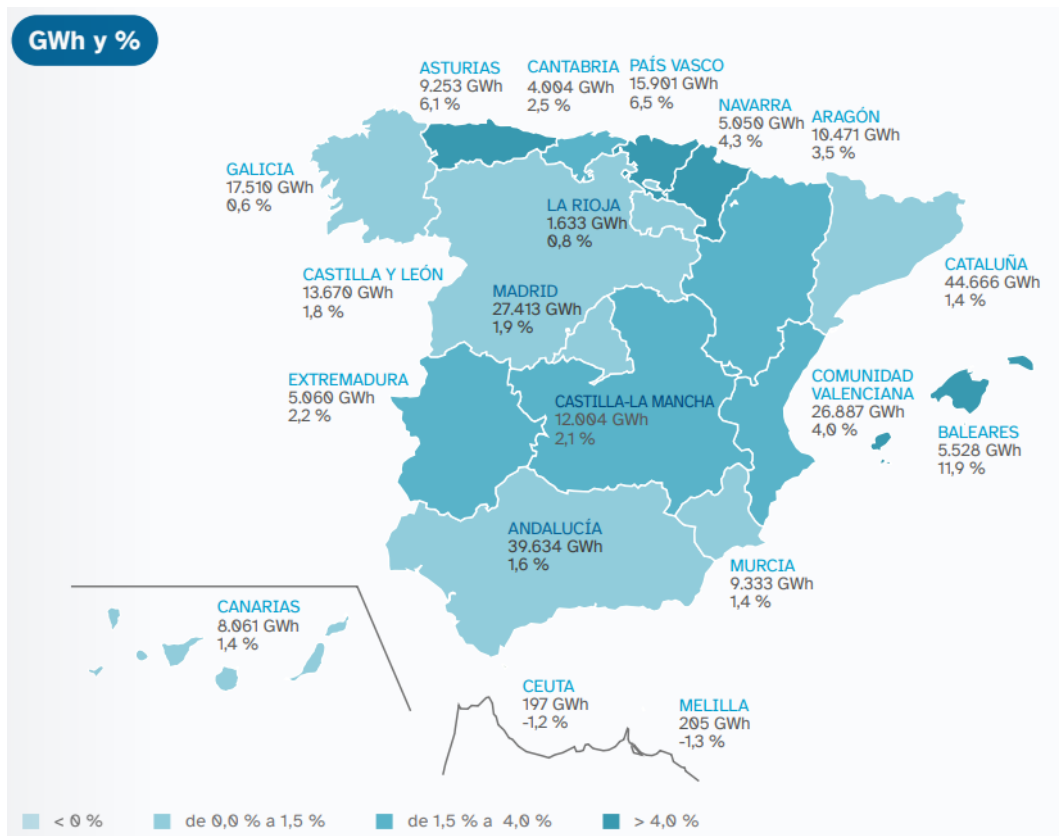 GWh y %
ASTURIAS
9.253 GWh
6,1 %
CANTABRIA
4.004 GWh
2,5 %
PAÍS VASCO
15.901 GWh
6,5 %
NAVARRA
5.050 GWh
4,3 %
ARAGÓN
10.471 GWh
3,5 %
GALICIA
17.510 GWh
0,6 %
LA RIOJA
1.633 GWh
0,8 %
CASTILLA Y LEÓN
13.670 GWh
1,8 %
MADRID
27.413 GWh
1,9 %
CATALUÑA
44.666 GWh
1,4 %
EXTREMADURA
5.060 GWh
2,2 %
CASTILLA-LA MANCHA
12.004 GWh
2,1 %
COMUNIDAD
VALENCIANA
26.887 GWh
4,0 %
BALEARES
5.528 GWh
11,9 %
ANDALUCÍA
39.634 GWh
1,6 %
MURCIA
9.333 GWh
1,4 %
CANARIAS
8.061 GWh
1,4 %
CEUTA
197 GWh
-1,2 %
MELILLA
205 GWh
-1,3 %
< 0 %
de 0,0 % a 1,5 %
de 1,5 % a 4,0 %
> 4,0 %